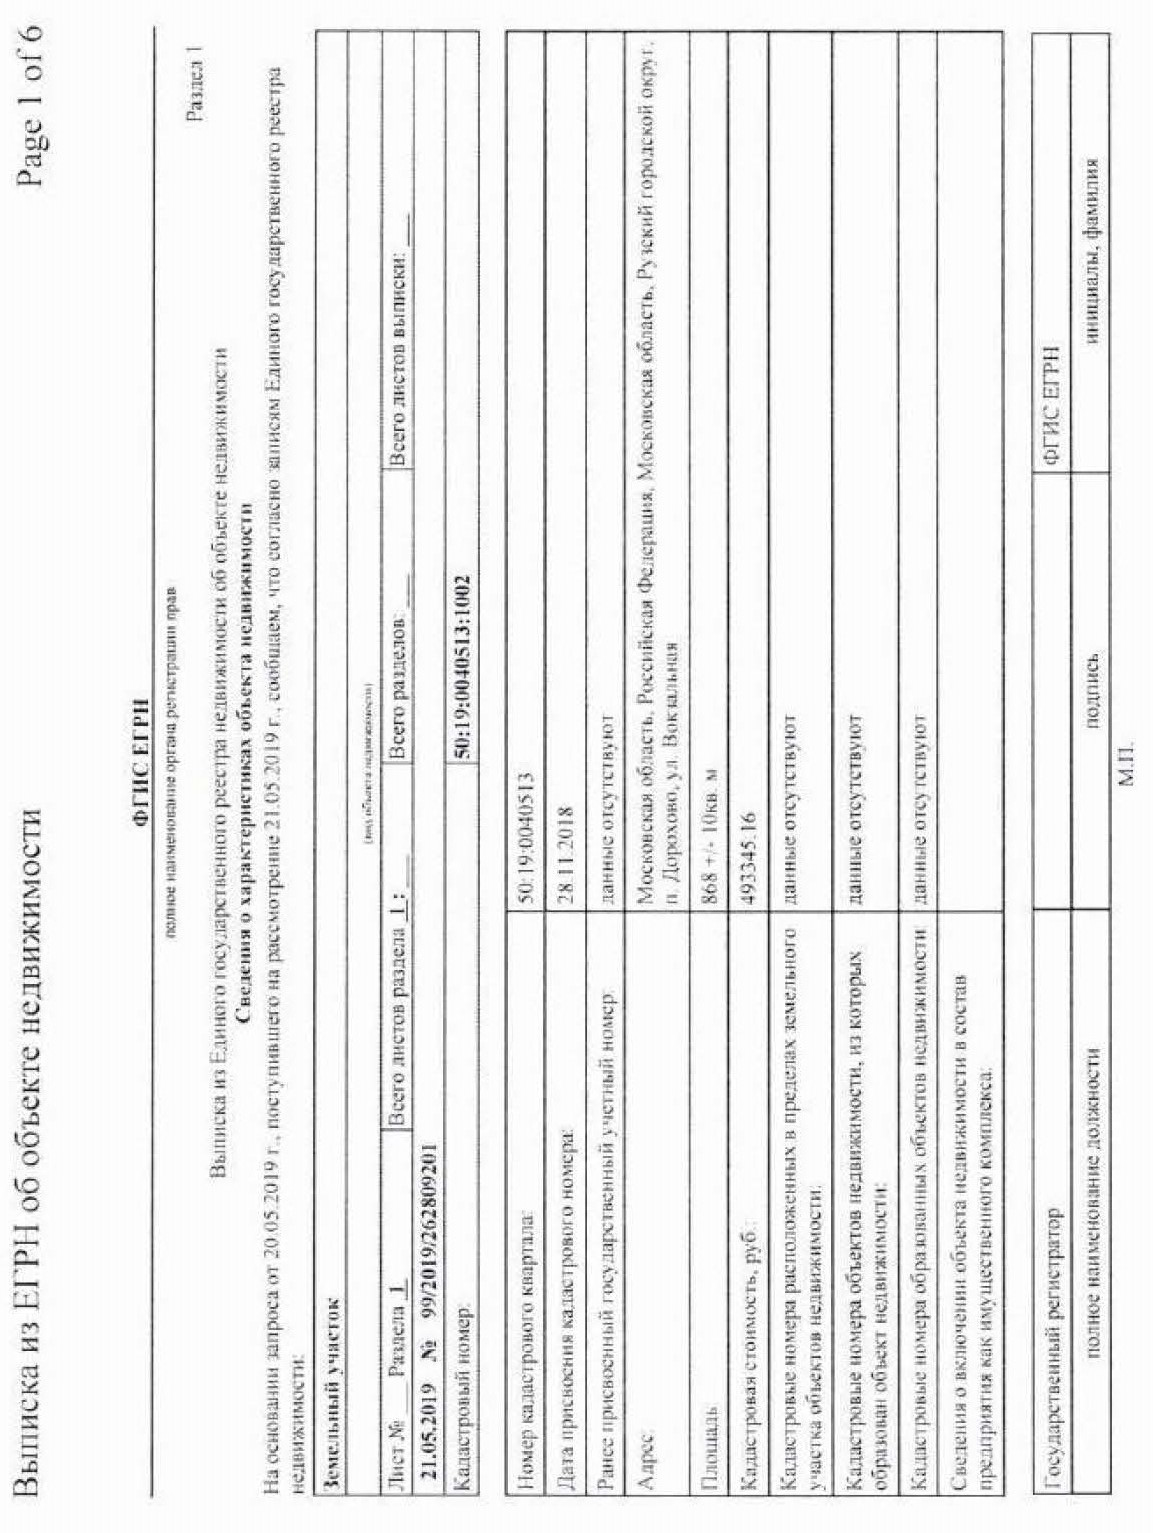 Выписка из ЕГРН об объекте недвижимости Page 1 of 6
ФГИС ЕГРН
полное наименование органа регистрации прав
Раздел 1
Выписка из Единого государственного реестра недвижимости об объекте недвижимости
Сведения о характеристиках объекта недвижимости
На основании запроса от 20.05.2019 г., поступившего на рассмотрение 21.05.2019 г., сообщаем, что согласно записям Единого государственного реестра
недвижимости:
Земельный участок
(вид объекта недвижимости)
Лист № ___ Раздела 1 Всего листов раздела 1 : ___ Всего разделов: ___ Всего листов выписки: ___
21.05.2019 № 99/2019/262809201
Кадастровый номер: 50:19:0040513:1002
Номер кадастрового квартала: 50:19:0040513
Дата присвоения кадастрового номера: 28.11.2018
Ранее присвоенный государственный учетный номер: данные отсутствуют
Адрес: Московская область, Российская Федерация, Московская область, Рузский городской округ,
п. Дорохово, ул. Вокзальная
Площадь 868 +/- 10кв. м
Кадастровая стоимость, руб.: 493345.16
Кадастровые номера расположенных в пределах земельного
участка объектов недвижимости: данные отсутствуют
Кадастровые номера объектов недвижимости, из которых
образован объект недвижимости: данные отсутствуют
Кадастровые номера образованных объектов недвижимости: данные отсутствуют
Сведения о включении объекта недвижимости в состав
предприятия как имущественного комплекса:
Государственный регистратор ФГИС ЕГРН
полное наименование должности подпись инициалы, фамилия
М.П.